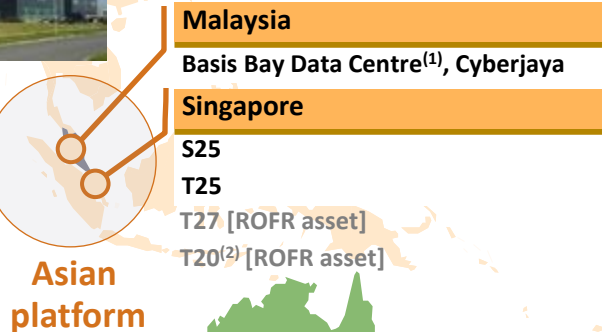 Malaysia
Basis Bay Data Centre(1), Cyberjaya
Singapore
S25
T25
T27 [ROFR asset]
T20(2) [ROFR asset]
Asian
platform